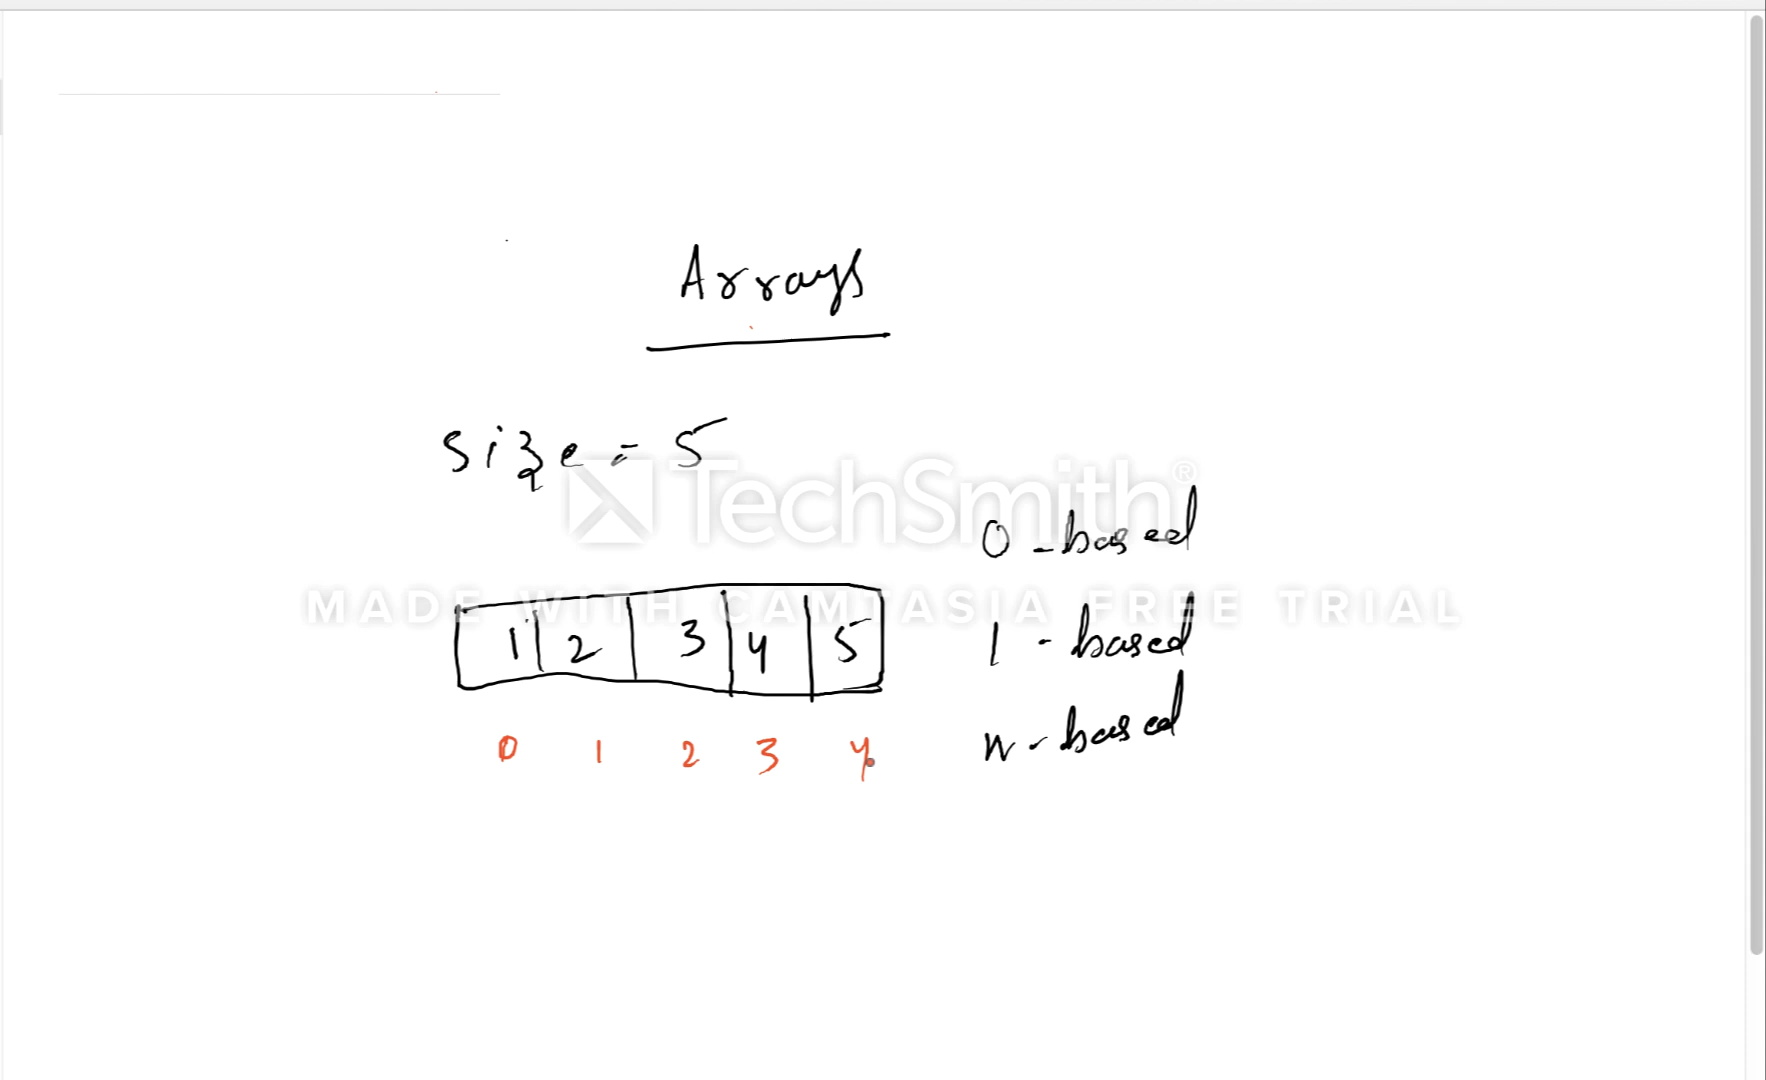 Arrays
size = 5
TechSmith®
0 - based
MADE WITH CAMTASIA FREE TRIAL
1 2 3 4 5
1 - based
n - based
0 1 2 3 4